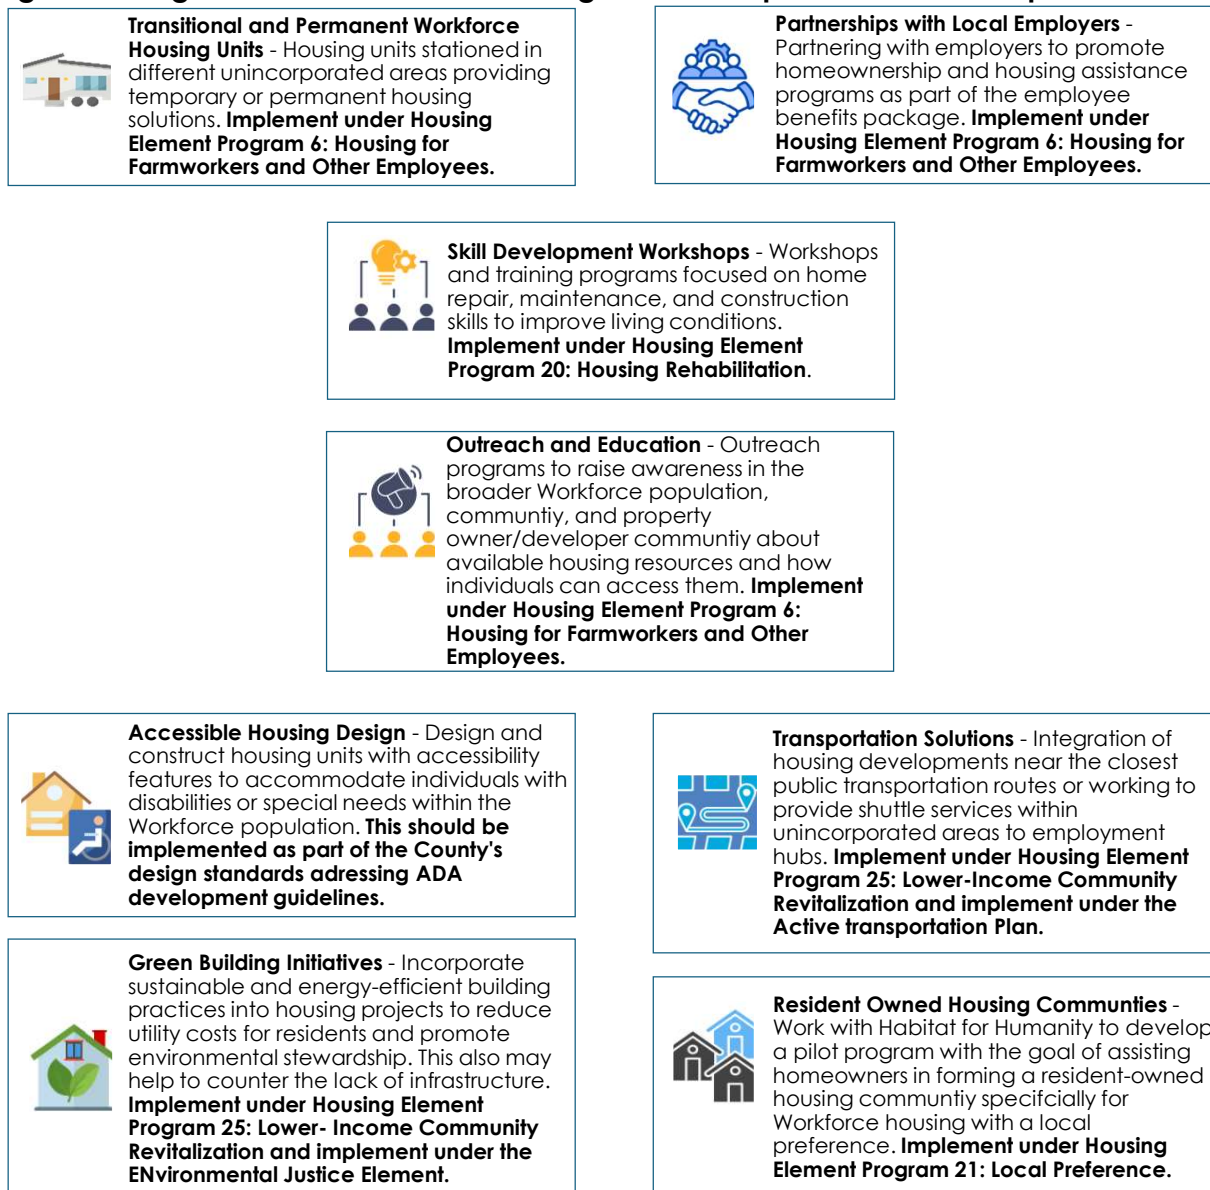 Transitional and Permanent Workforce
Housing Units - Housing units stationed in
different unincorporated areas providing
temporary or permanent housing
solutions. Implement under Housing
Element Program 6: Housing for
Farmworkers and Other Employees.
Partnerships with Local Employers -
Partnering with employers to promote
homeownership and housing assistance
programs as part of the employee
benefits package. Implement under
Housing Element Program 6: Housing for
Farmworkers and Other Employees.
Skill Development Workshops - Workshops
and training programs focused on home
repair, maintenance, and construction
skills to improve living conditions.
Implement under Housing Element
Program 20: Housing Rehabilitation.
Outreach and Education - Outreach
programs to raise awareness in the
broader Workforce population,
communtiy, and property
owner/developer communtiy about
available housing resources and how
individuals can access them. Implement
under Housing Element Program 6:
Housing for Farmworkers and Other
Employees.
Accessible Housing Design - Design and
construct housing units with accessibility
features to accommodate individuals with
disabilities or special needs within the
Workforce population. This should be
implemented as part of the County's
design standards adressing ADA
development guidelines.
Transportation Solutions - Integration of
housing developments near the closest
public transportation routes or working to
provide shuttle services within
unincorporated areas to employment
hubs. Implement under Housing Element
Program 25: Lower-Income Community
Revitalization and implement under the
Active transportation Plan.
Green Building Initiatives - Incorporate
sustainable and energy-efficient building
practices into housing projects to reduce
utility costs for residents and promote
environmental stewardship. This also may
help to counter the lack of infrastructure.
Implement under Housing Element
Program 25: Lower- Income Community
Revitalization and implement under the
ENvironmental Justice Element.
Resident Owned Housing Communties -
Work with Habitat for Humanity to develop
a pilot program with the goal of assisting
homeowners in forming a resident-owned
housing communtiy specifcially for
Workforce housing with a local
preference. Implement under Housing
Element Program 21: Local Preference.